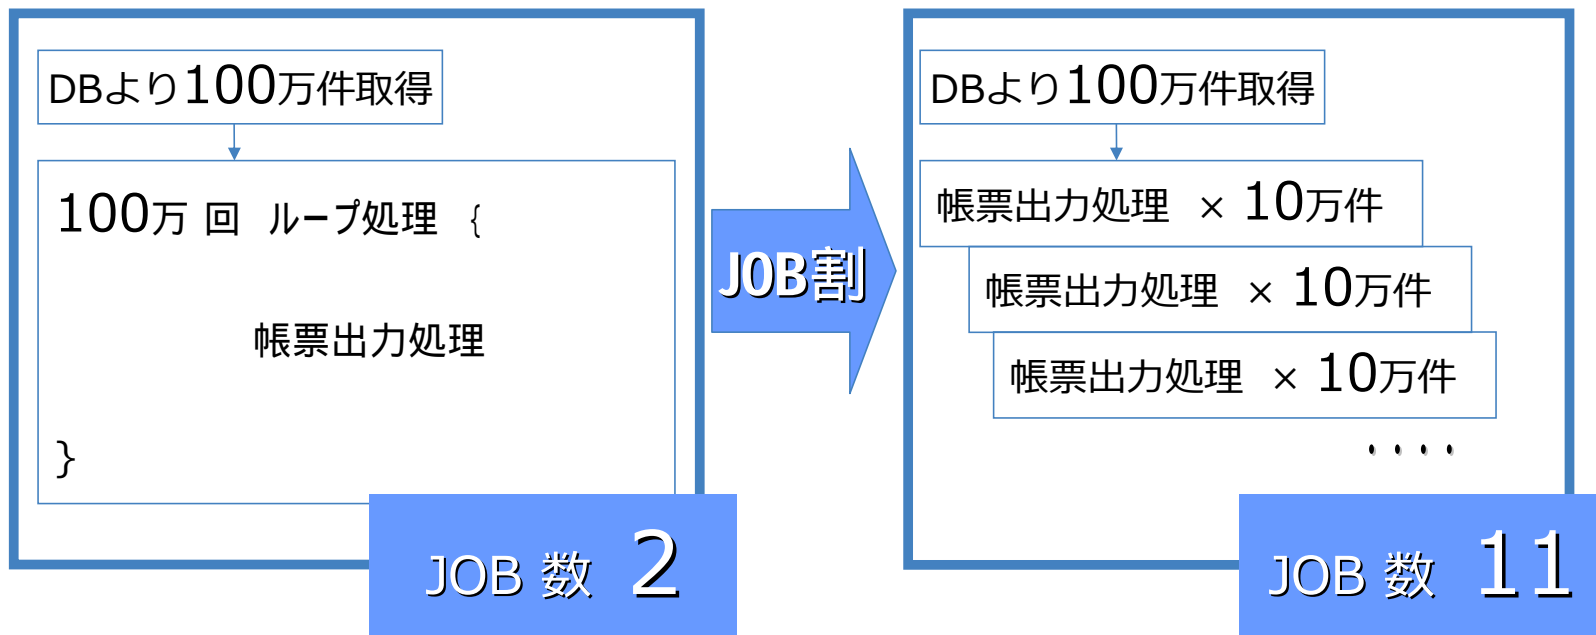 DBより100万件取得
100万 回 ループ処理 {
帳票出力処理
}
JOB 数 2
JOB割
DBより100万件取得
帳票出力処理 × 10万件
帳票出力処理 × 10万件
帳票出力処理 × 10万件
・・・・
JOB 数 11